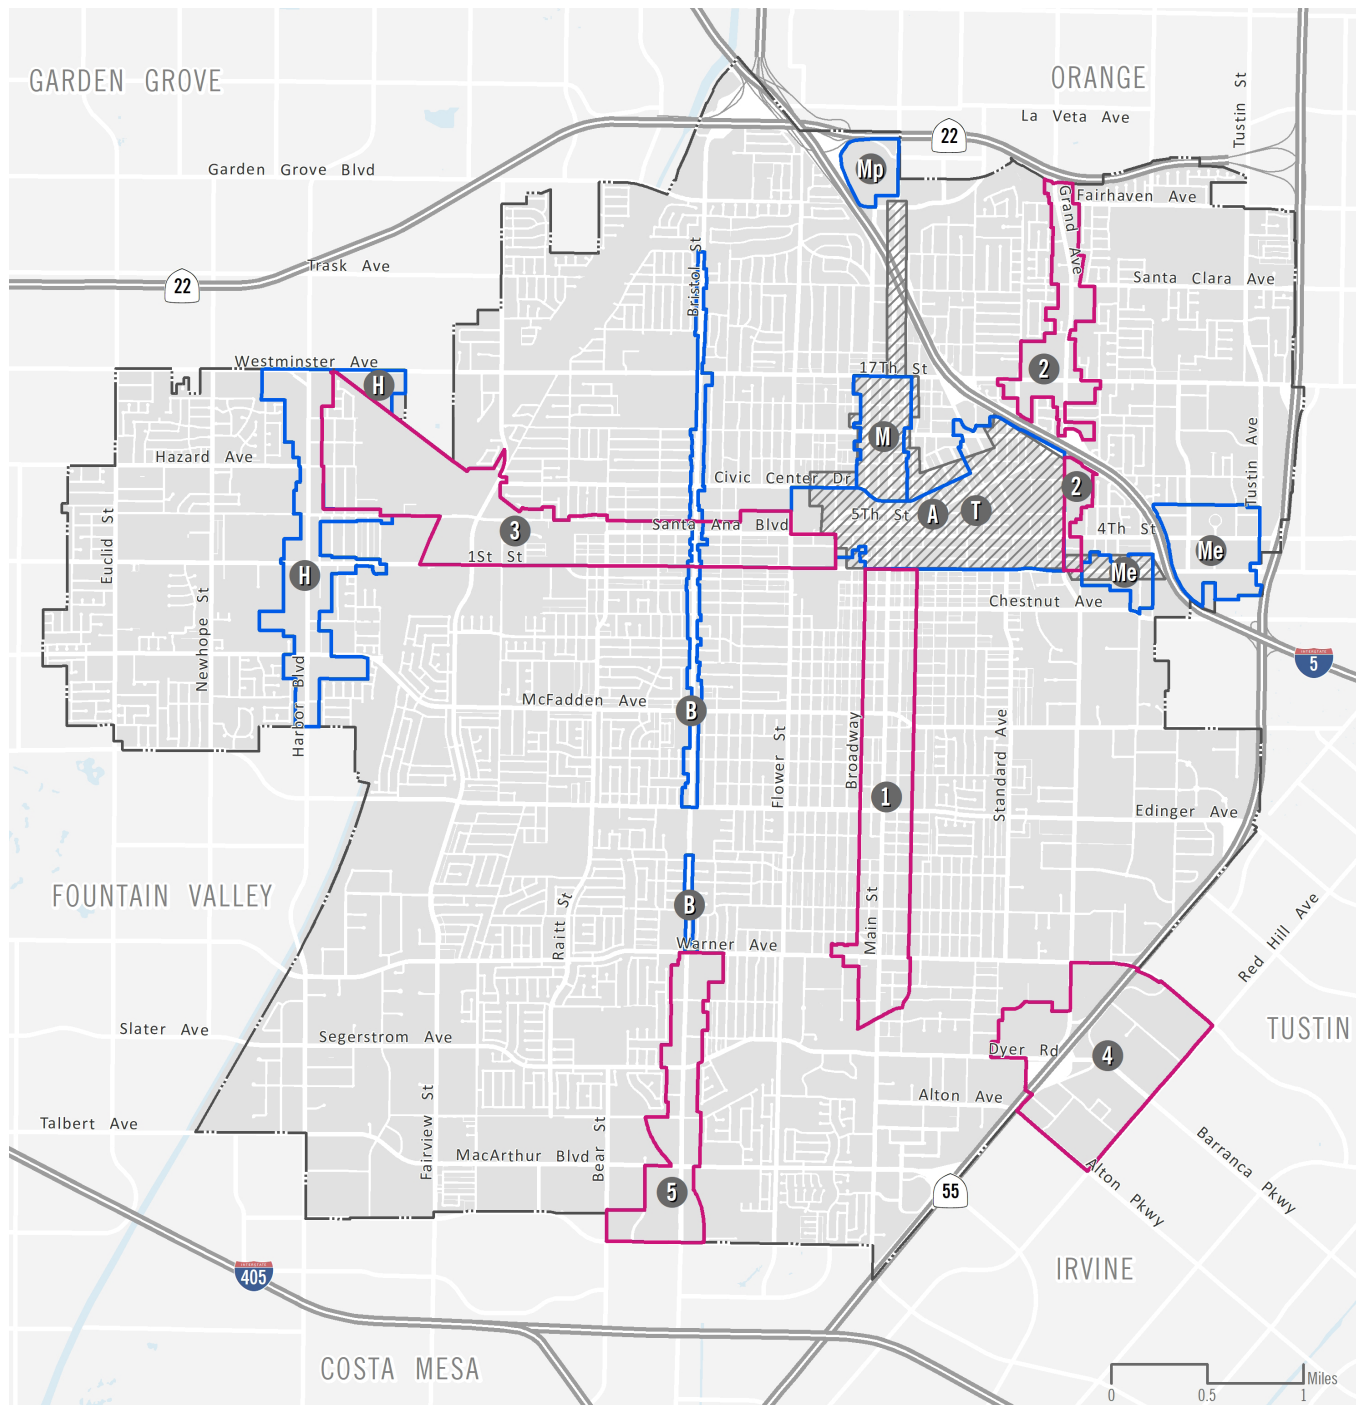 GARDEN GROVE
ORANGE
Tustin St
La Veta Ave
22
Garden Grove Blvd
Mp
Fairhaven Ave
Grand Ave
Bristol St
Trask Ave
22
Santa Clara Ave
Westminster Ave
17Th St
2
H
M
Tustin Ave
Hazard Ave
Civic Center Dr
2
5Th St
A
T
Santa Ana Blvd
3
4Th St
Euclid St
1St St
Me
Me
H
Chestnut Ave
Newhope St
5
Harbor Blvd
McFadden Ave
B
Flower St
Broadway
Standard Ave
1
Edinger Ave
FOUNTAIN VALLEY
B
Raitt St
Main St
Red Hill Ave
Warner Ave
Slater Ave
Segerstrom Ave
TUSTIN
Dyer Rd
4
Alton Ave
Fairview St
Talbert Ave
MacArthur Blvd
Bear St
Barranca Pkwy
Alton Pkwy
5
55
INTERSTATE
405
IRVINE
COSTA MESA
Miles
0 0.5 1